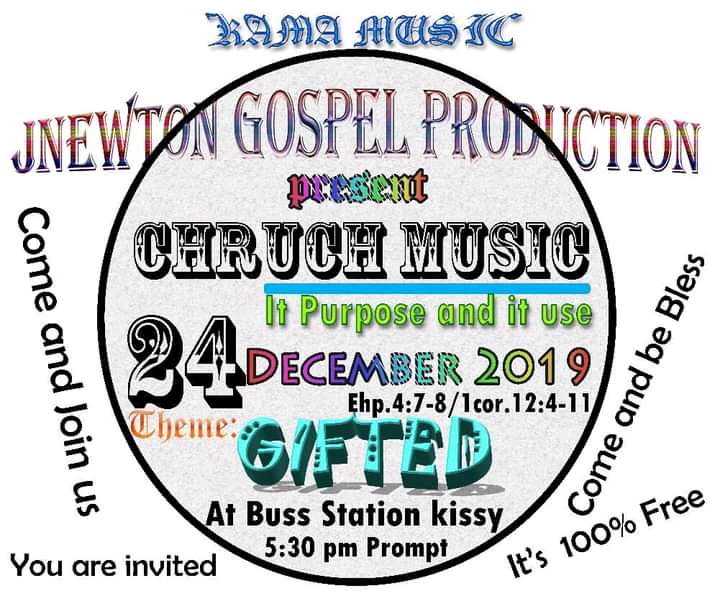 RAMA MUSIC
JNEWTON GOSPEL PRODUCTION
present
CHRUCH MUSIC
It Purpose and it use
24 DECEMBER 2019
Ehp.4:7-8/1cor.12:4-11
Theme: GIFTED
At Buss Station kissy
5:30 pm Prompt
Come and Join us
You are invited
Come and be Bless
It's 100% Free